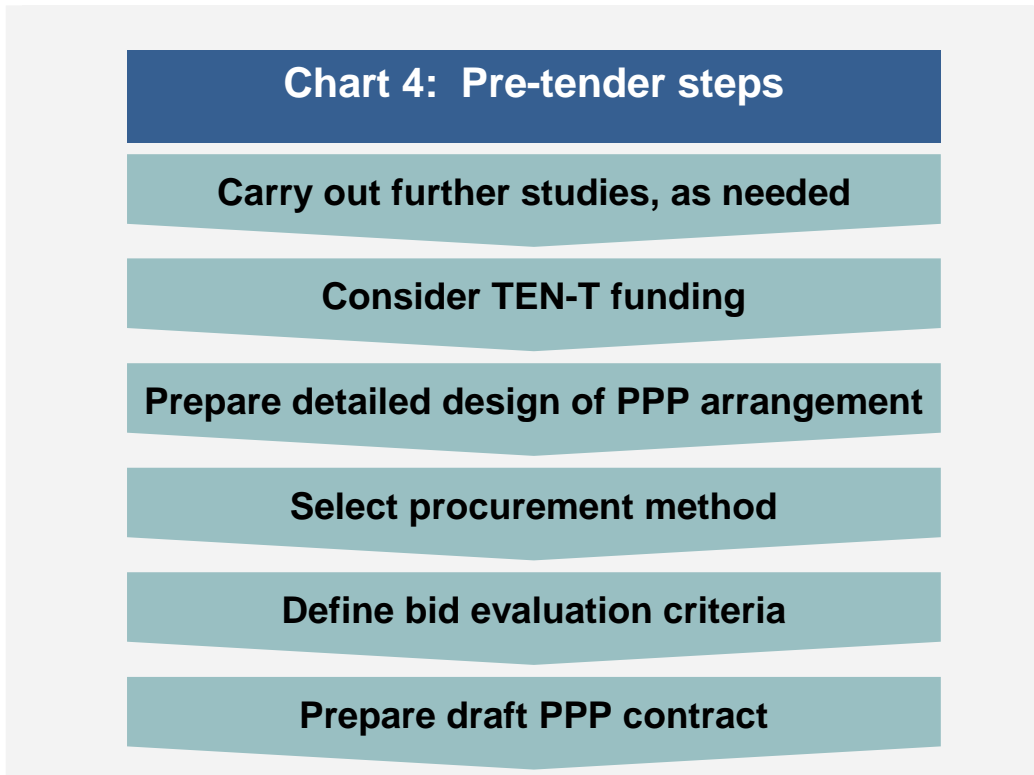 Chart 4: Pre-tender steps
Carry out further studies, as needed
Consider TEN-T funding
Prepare detailed design of PPP arrangement
Select procurement method
Define bid evaluation criteria
Prepare draft PPP contract